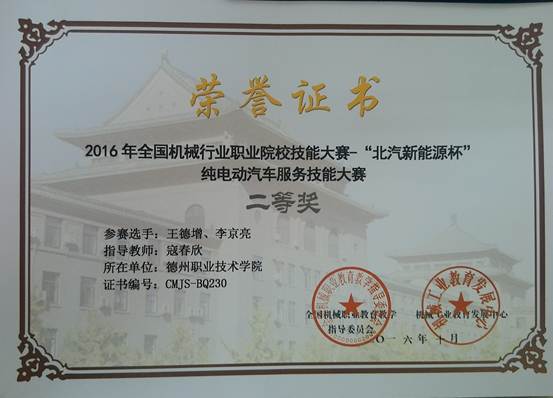 荣誉证书
2016年全国机械行业职业院校技能大赛-“北汽新能源杯”
纯电动汽车服务技能大赛
二等奖
参赛选手：王德增、李京亮
指导教师：寇春欣
所在单位：德州职业技术学院
证书编号：CMJS-BQ230
全国机械职业教育教学
指导委员会
机械工业教育发展中心
二〇一六年十月